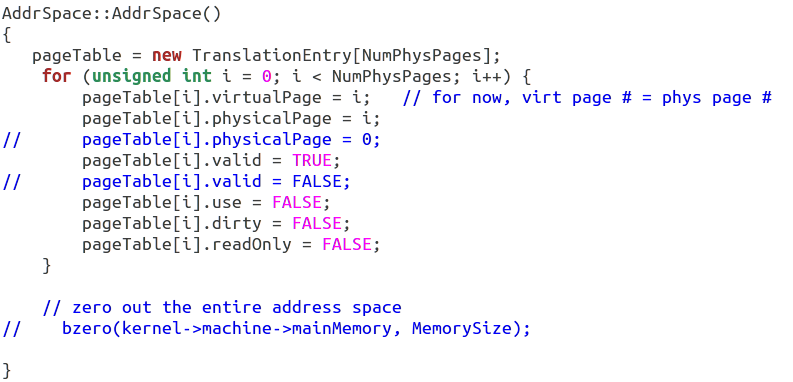 AddrSpace::AddrSpace()
{
   pageTable = new TranslationEntry[NumPhysPages];
    for (unsigned int i = 0; i < NumPhysPages; i++) {
        pageTable[i].virtualPage = i;   // for now, virt page # = phys page #
        pageTable[i].physicalPage = i;
//      pageTable[i].physicalPage = 0;
        pageTable[i].valid = TRUE;
//      pageTable[i].valid = FALSE;
        pageTable[i].use = FALSE;
        pageTable[i].dirty = FALSE;
        pageTable[i].readOnly = FALSE;
    }

    // zero out the entire address space
//    bzero(kernel->machine->mainMemory, MemorySize);

}